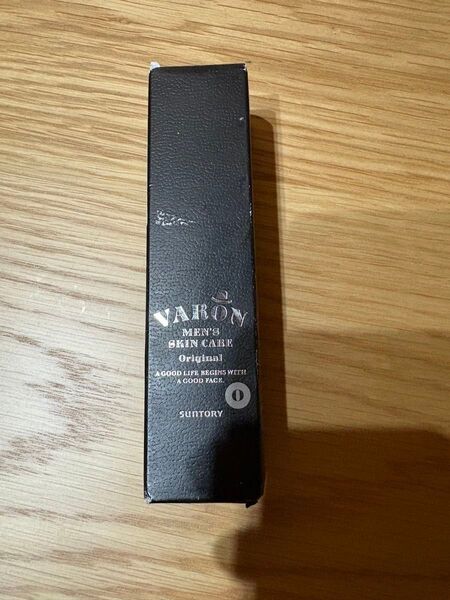 VARON
MEN'S
SKIN CARE
Original
A GOOD LIFE BEGINS WITH
A GOOD FACE.
O
SUNTORY